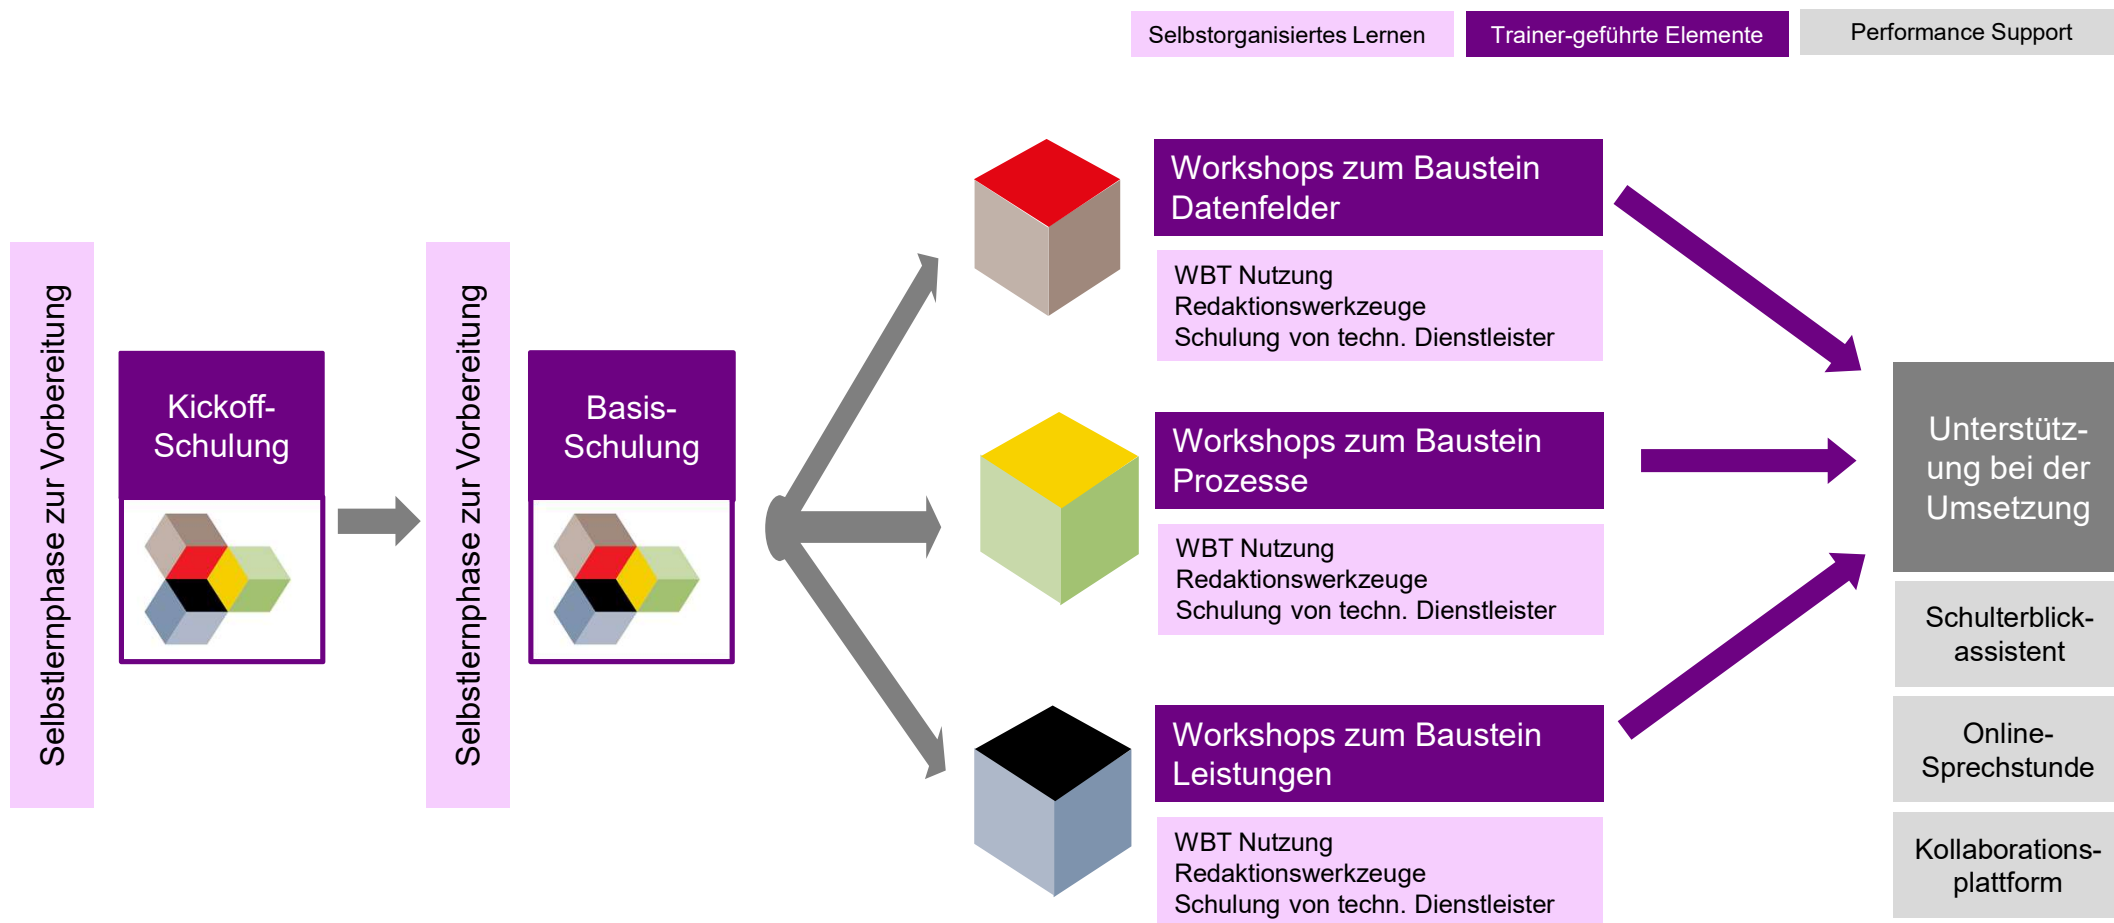 Selbstorganisiertes Lernen
Trainer-geführte Elemente
Performance Support
Selbstlernphase zur Vorbereitung
Kickoff-
Schulung
Selbstlernphase zur Vorbereitung
Basis-
Schulung
Workshops zum Baustein
Datenfelder
WBT Nutzung
Redaktionswerkzeuge
Schulung von techn. Dienstleister
Workshops zum Baustein
Prozesse
WBT Nutzung
Redaktionswerkzeuge
Schulung von techn. Dienstleister
Workshops zum Baustein
Leistungen
WBT Nutzung
Redaktionswerkzeuge
Schulung von techn. Dienstleister
Unterstütz-
ung bei der
Umsetzung
Schulterblick-
assistent
Online-
Sprechstunde
Kollaborations-
plattform